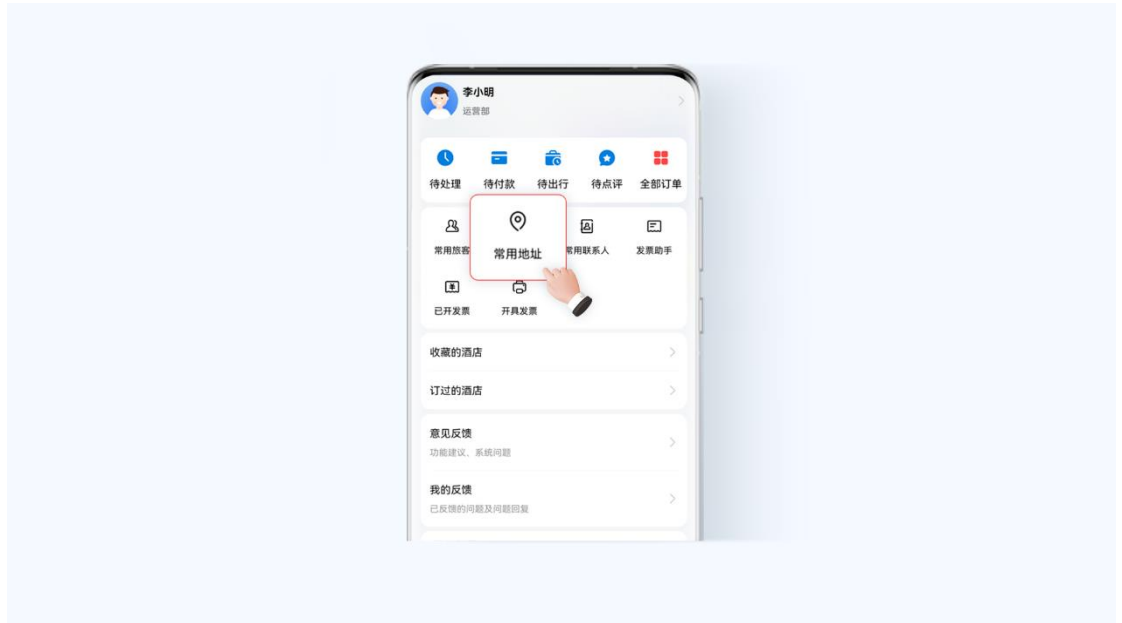 李小明
运营部
待处理 待付款 待出行 待点评 全部订单
常用旅客 常用地址 常用联系人 发票助手
已开发票 开具发票
收藏的酒店
订过的酒店
意见反馈
功能建议、系统问题
我的反馈
已反馈的问题及问题回复